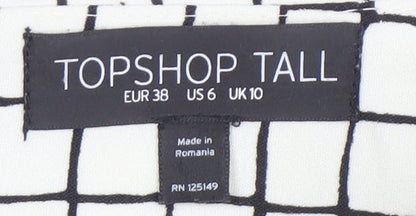 TOPSHOP TALL
EUR 38 US 6 UK 10
Made in
Romania
RN 125149